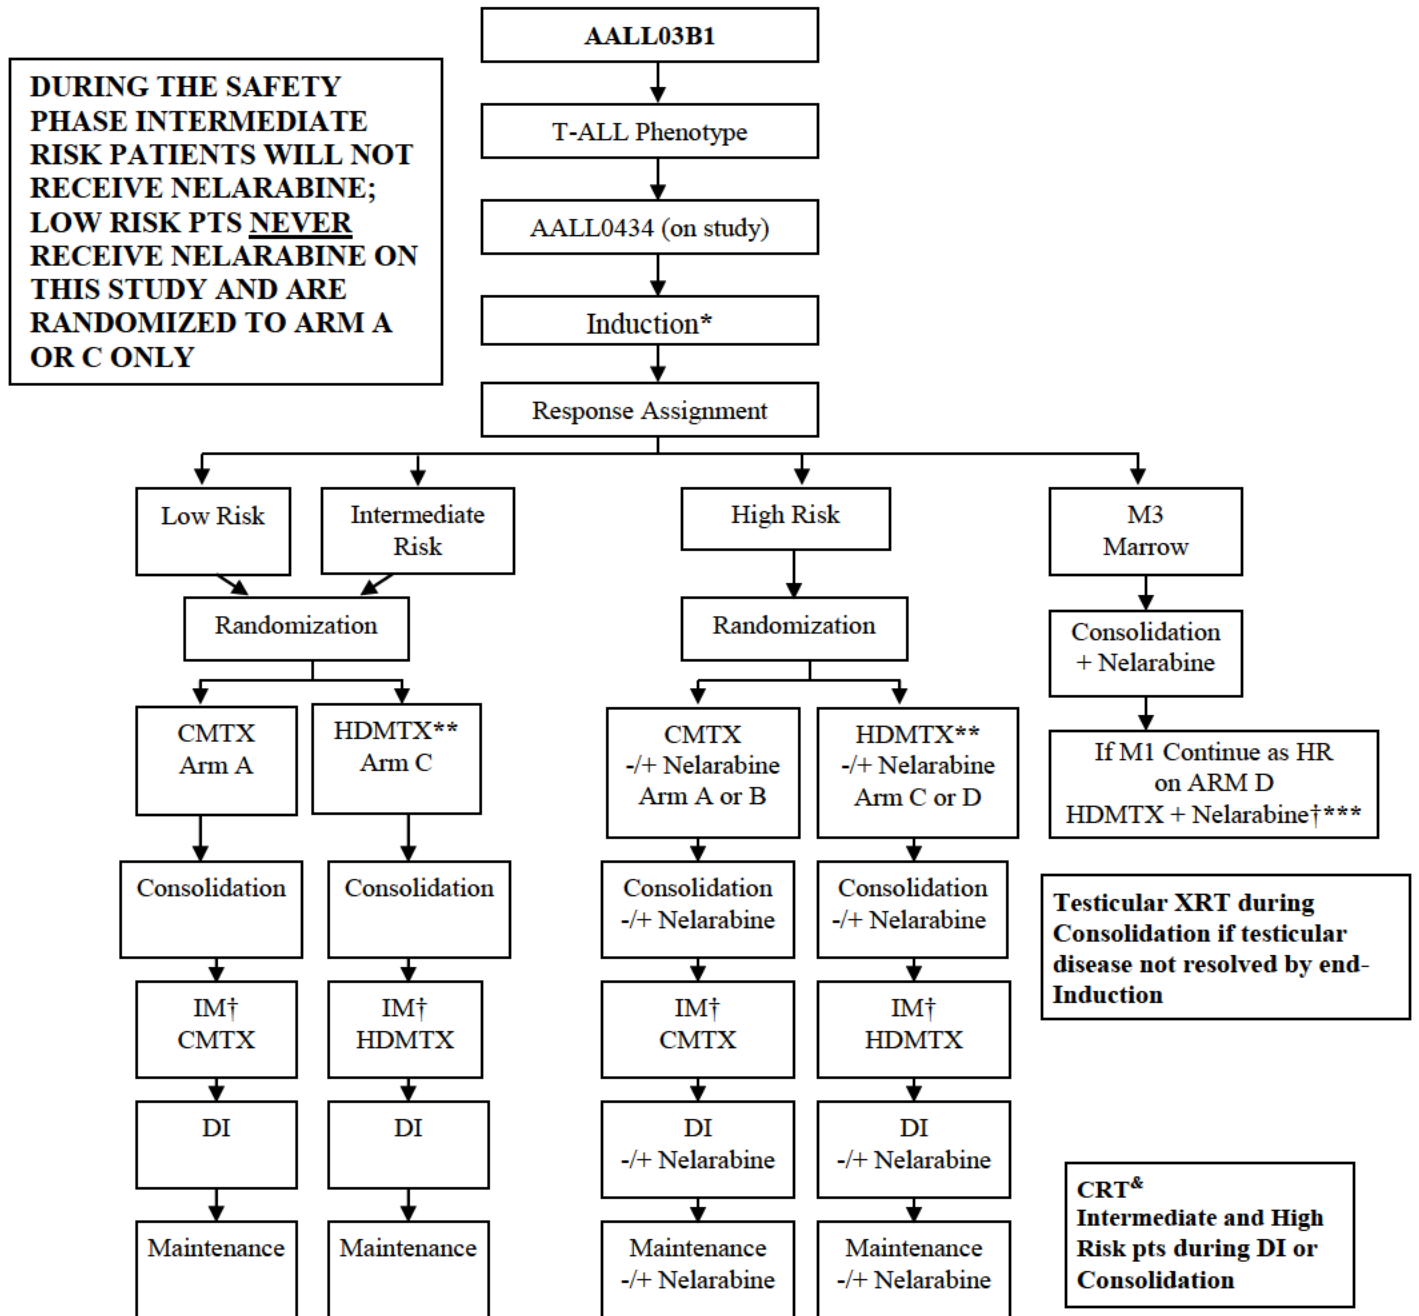 AALL03B1
DURING THE SAFETY
PHASE INTERMEDIATE
RISK PATIENTS WILL NOT
RECEIVE NELARABINE;
LOW RISK PTS NEVER
RECEIVE NELARABINE ON
THIS STUDY AND ARE
RANDOMIZED TO ARM A
OR C ONLY
T-ALL Phenotype
AALL0434 (on study)
Induction*
Response Assignment
Low Risk
Intermediate
Risk
High Risk
M3
Marrow
Randomization
Randomization
Consolidation
+ Nelarabine
CMTX
Arm A
HDMTX**
Arm C
CMTX
-/+ Nelarabine
Arm A or B
HDMTX**
-/+ Nelarabine
Arm C or D
If M1 Continue as HR
on ARM D
HDMTX + Nelarabine†***
Consolidation
Consolidation
Consolidation
-/+ Nelarabine
Consolidation
-/+ Nelarabine
Testicular XRT during
Consolidation if testicular
disease not resolved by end-
Induction
IM†
CMTX
IM†
HDMTX
IM†
CMTX
IM†
HDMTX
DI
DI
DI
-/+ Nelarabine
DI
-/+ Nelarabine
CRT&
Intermediate and High
Risk pts during DI or
Consolidation
Maintenance
Maintenance
Maintenance
-/+ Nelarabine
Maintenance
-/+ Nelarabine